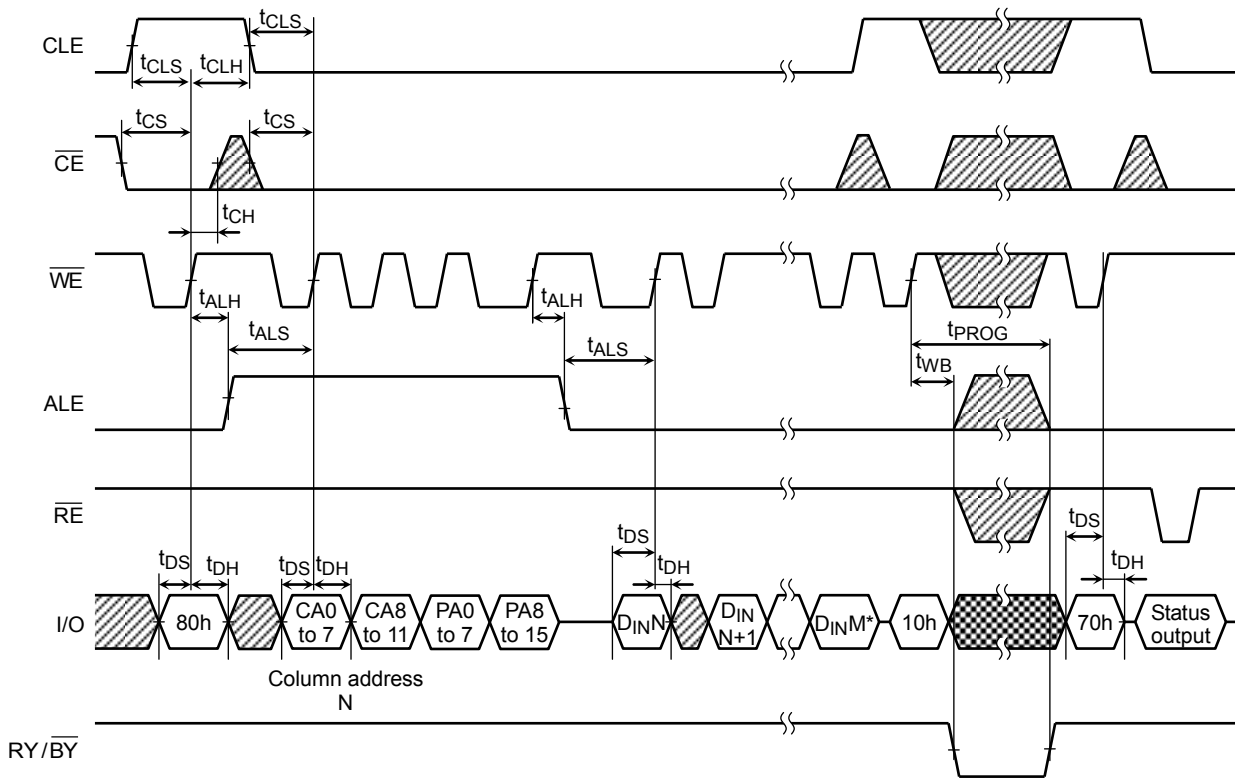 CLE
tCLS
tCLS
tCLH
CE
tCS
tCS
tCH
WE
tALH
tALS
tALH
tALS
tPROG
tWB
ALE
RE
tDS
tDH
tDS
tDH
tDS
tDH
tDS
tDH
I/O
80h
CA0 to 7
CA8 to 11
PA0 to 7
PA8 to 15
DINN
DIN N+1
DINM*
10h
70h
Status output
Column address
N
RY/BY